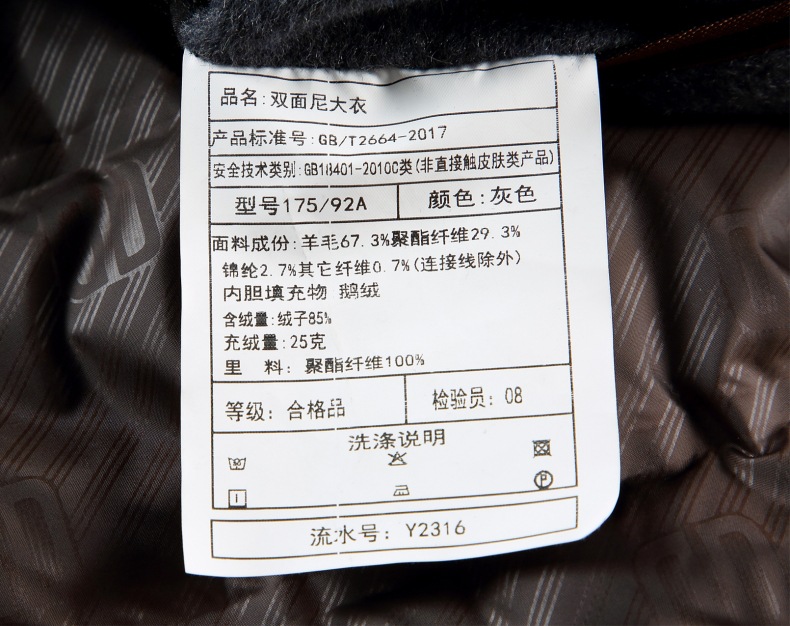 品名:双面尼大衣
产品标准号:GB/T2664-2017
安全技术类别:GB18401-2010C类(非直接触皮肤类产品)
型号175/92A 颜色:灰色
面料成份:羊毛67.3%聚酯纤维29.3%
锦纶2.7%其它纤维0.7%(连接线除外)
内胆填充物 鹅绒
含绒量:绒子85%
充绒量:25克
里 料:聚酯纤维100%
等级:合格品 检验员:08
洗涤说明
P
流水号:Y2316